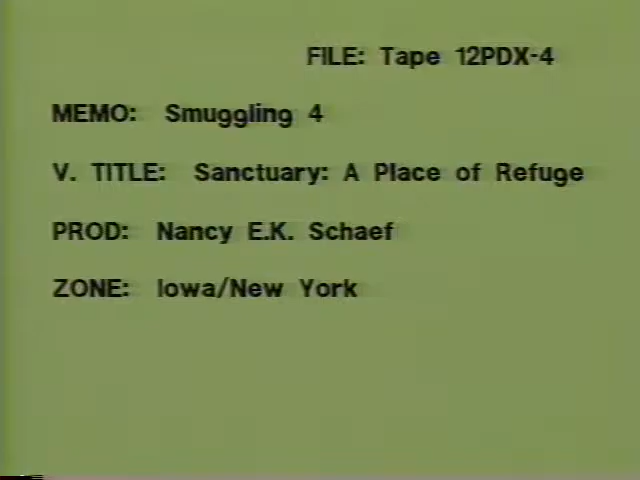 FILE: Tape 12PDX-4
MEMO: Smuggling 4
V. TITLE: Sanctuary: A Place of Refuge
PROD: Nancy E.K. Schaef
ZONE: Iowa/New York